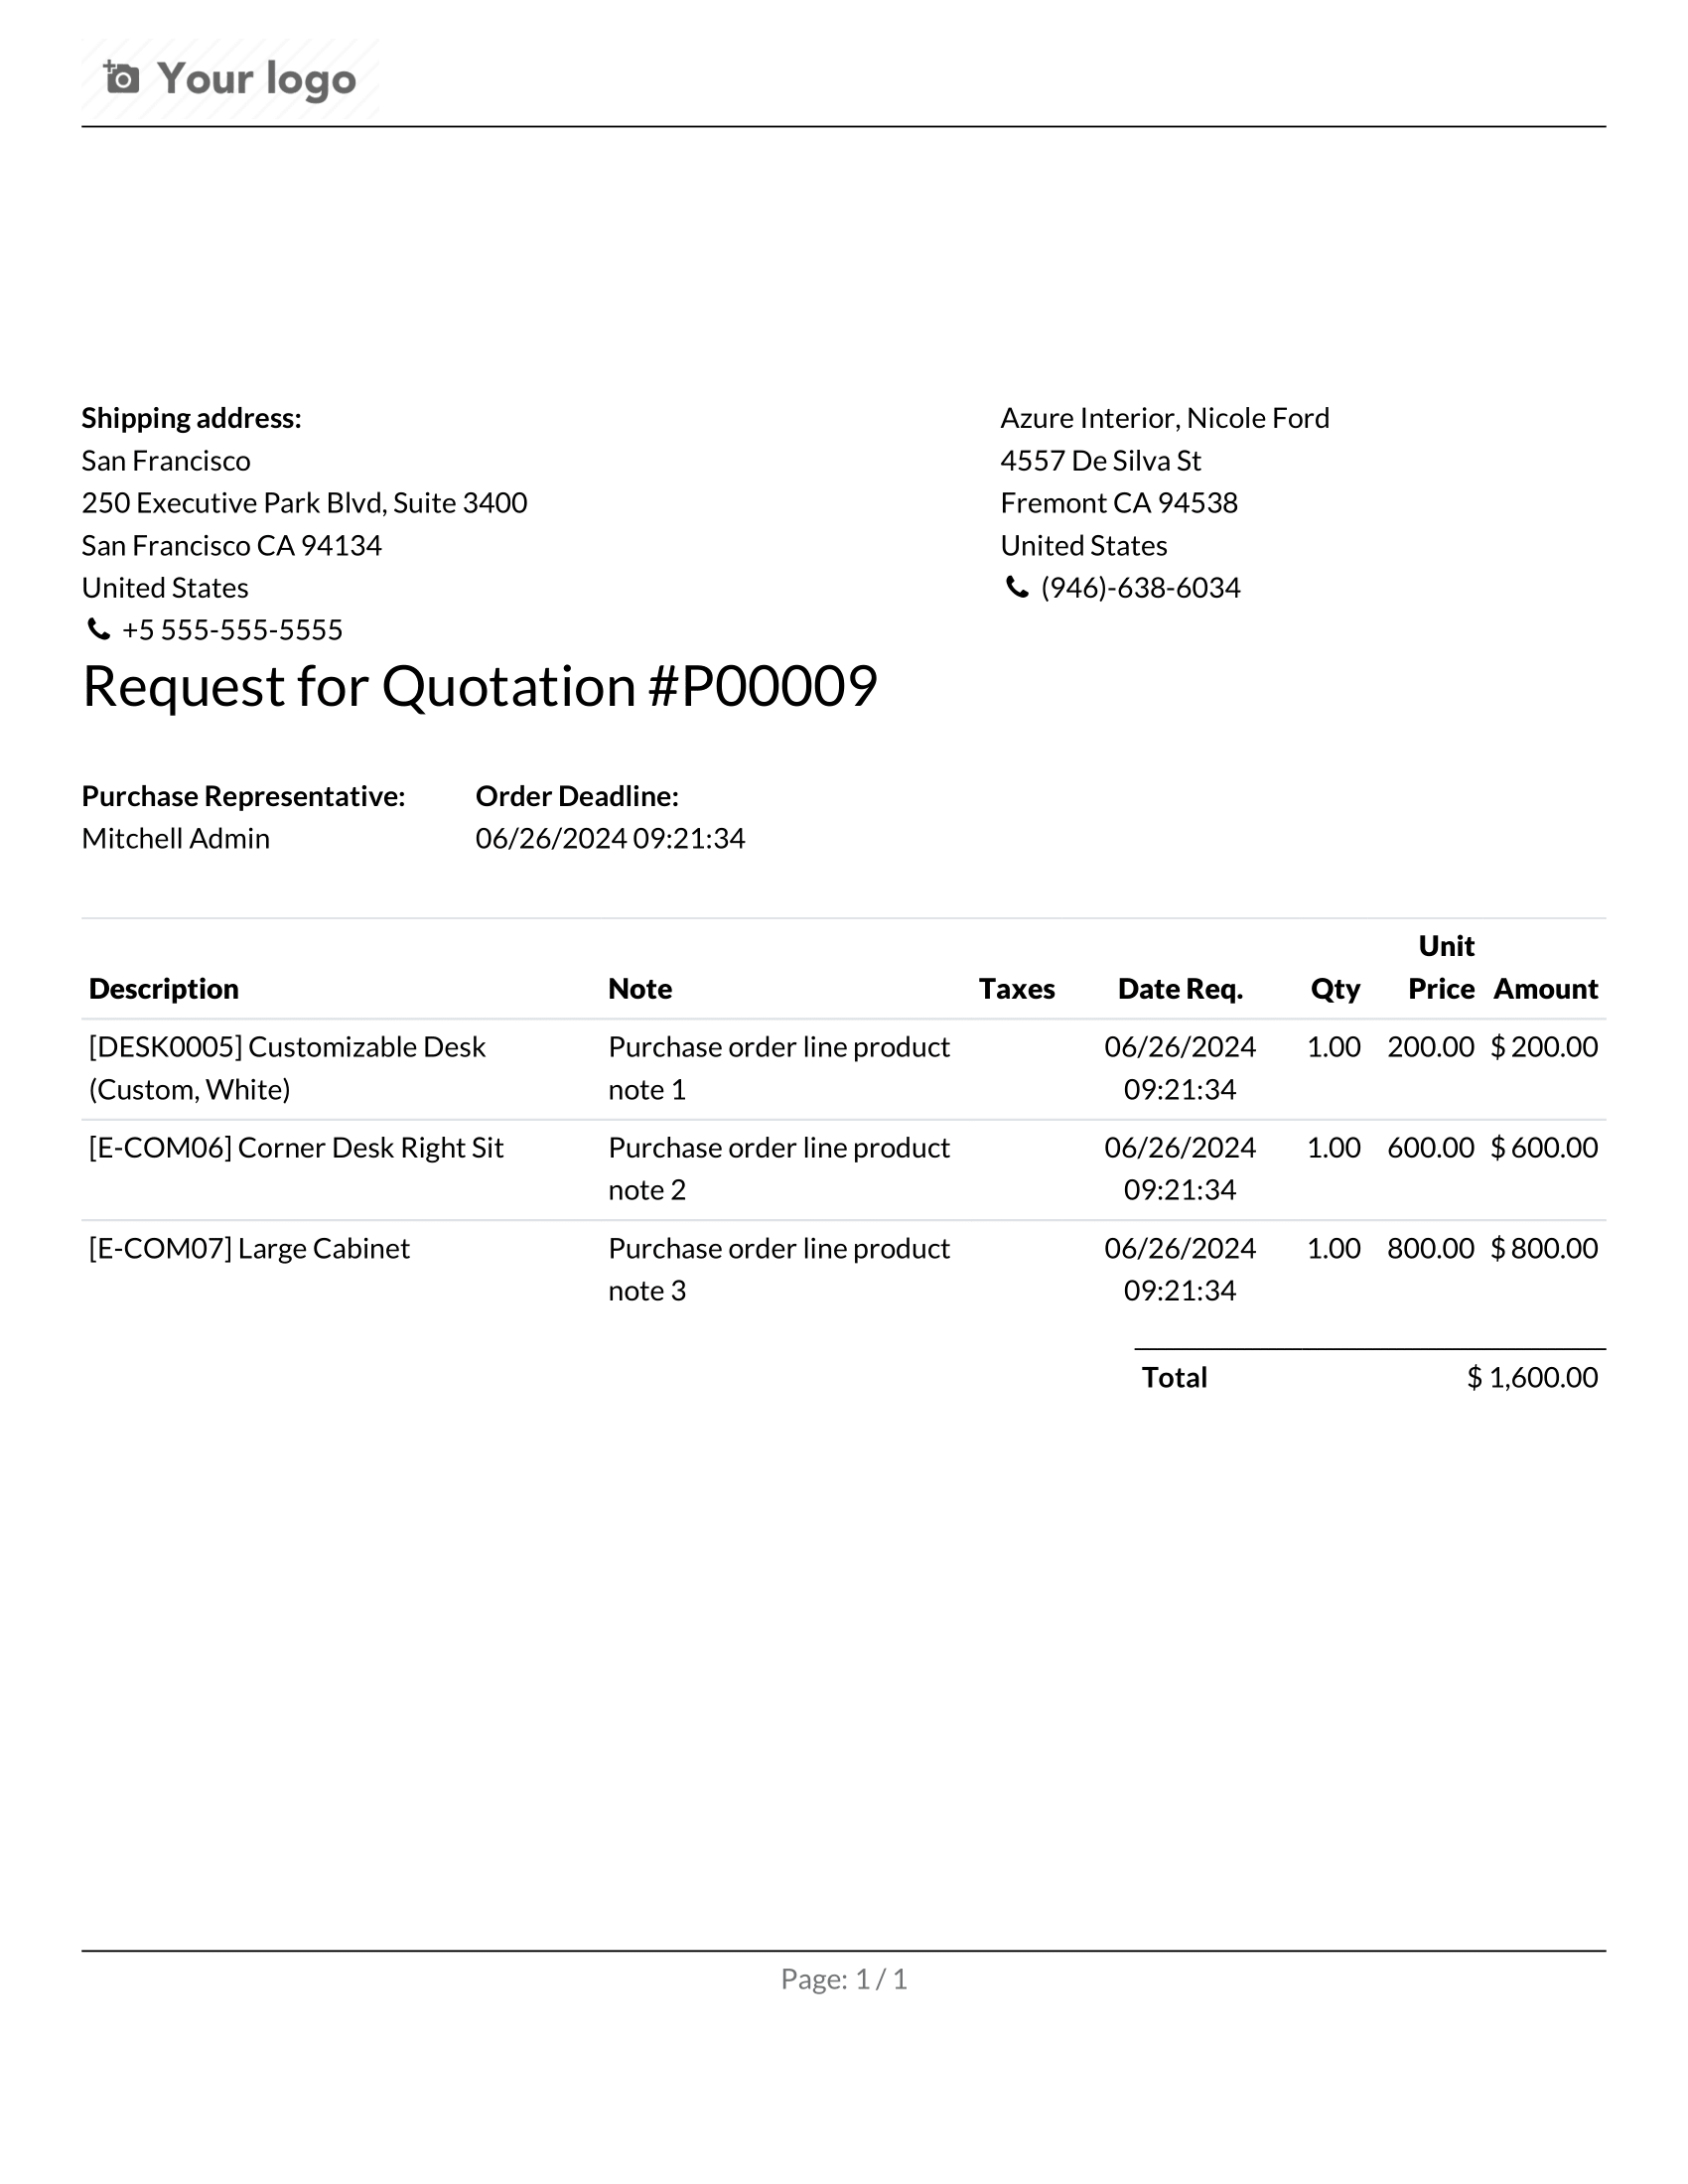 Your logo
Shipping address:
San Francisco
250 Executive Park Blvd, Suite 3400
San Francisco CA 94134
United States
+5 555-555-5555
Azure Interior, Nicole Ford
4557 De Silva St
Fremont CA 94538
United States
(946)-638-6034
Request for Quotation #P00009
Purchase Representative:
Mitchell Admin
Order Deadline:
06/26/2024 09:21:34
Description Note Taxes Date Req. Qty Unit Price Amount
[DESK0005] Customizable Desk Purchase order line product 06/26/2024 1.00 200.00 $ 200.00
(Custom, White) note 1 09:21:34
[E-COM06] Corner Desk Right Sit Purchase order line product 06/26/2024 1.00 600.00 $ 600.00
note 2 09:21:34
[E-COM07] Large Cabinet Purchase order line product 06/26/2024 1.00 800.00 $ 800.00
note 3 09:21:34
Total $ 1,600.00
Page: 1 / 1